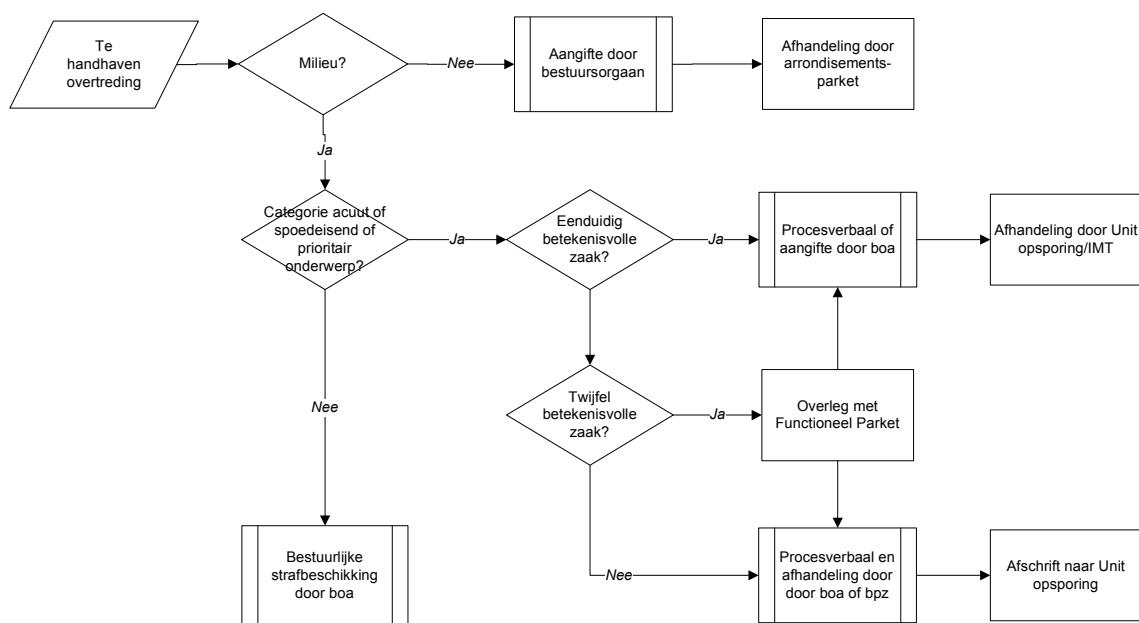 Te
handhaven
overtreding
Milieu?
Nee
Aangifte door
bestuursorgaan
Afhandeling door
arrondisements-
parket
Ja
Categorie acuut of
spoedeisend of
prioritair
onderwerp?
Ja
Eenduidig
betekenisvolle
zaak?
Ja
Procesverbaal of
aangifte door boa
Afhandeling door Unit
opsporing/IMT
Nee
Twijfel
betekenisvolle
zaak?
Ja
Overleg met
Functioneel Parket
Bestuurlijke
strafbeschikking
door boa
Nee
Procesverbaal en
afhandeling door
door boa of bpz
Afschrift naar Unit
opsporing